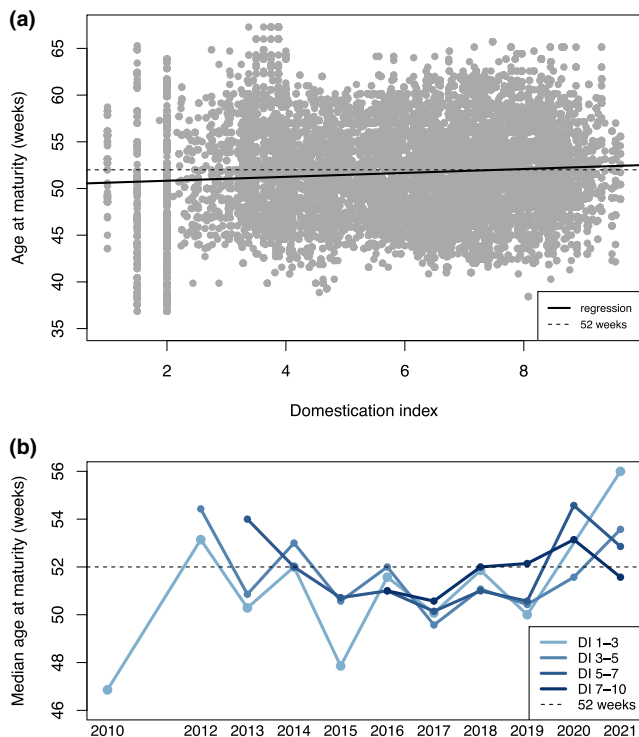 (a)
Age at maturity (weeks)
65
60
55
50
45
40
35
regression
52 weeks
2 4 6 8
Domestication index
(b)
Median age at maturity (weeks)
56
54
52
50
48
46
DI 1–3
DI 3–5
DI 5–7
DI 7–10
52 weeks
2010 2012 2013 2014 2015 2016 2017 2018 2019 2020 2021